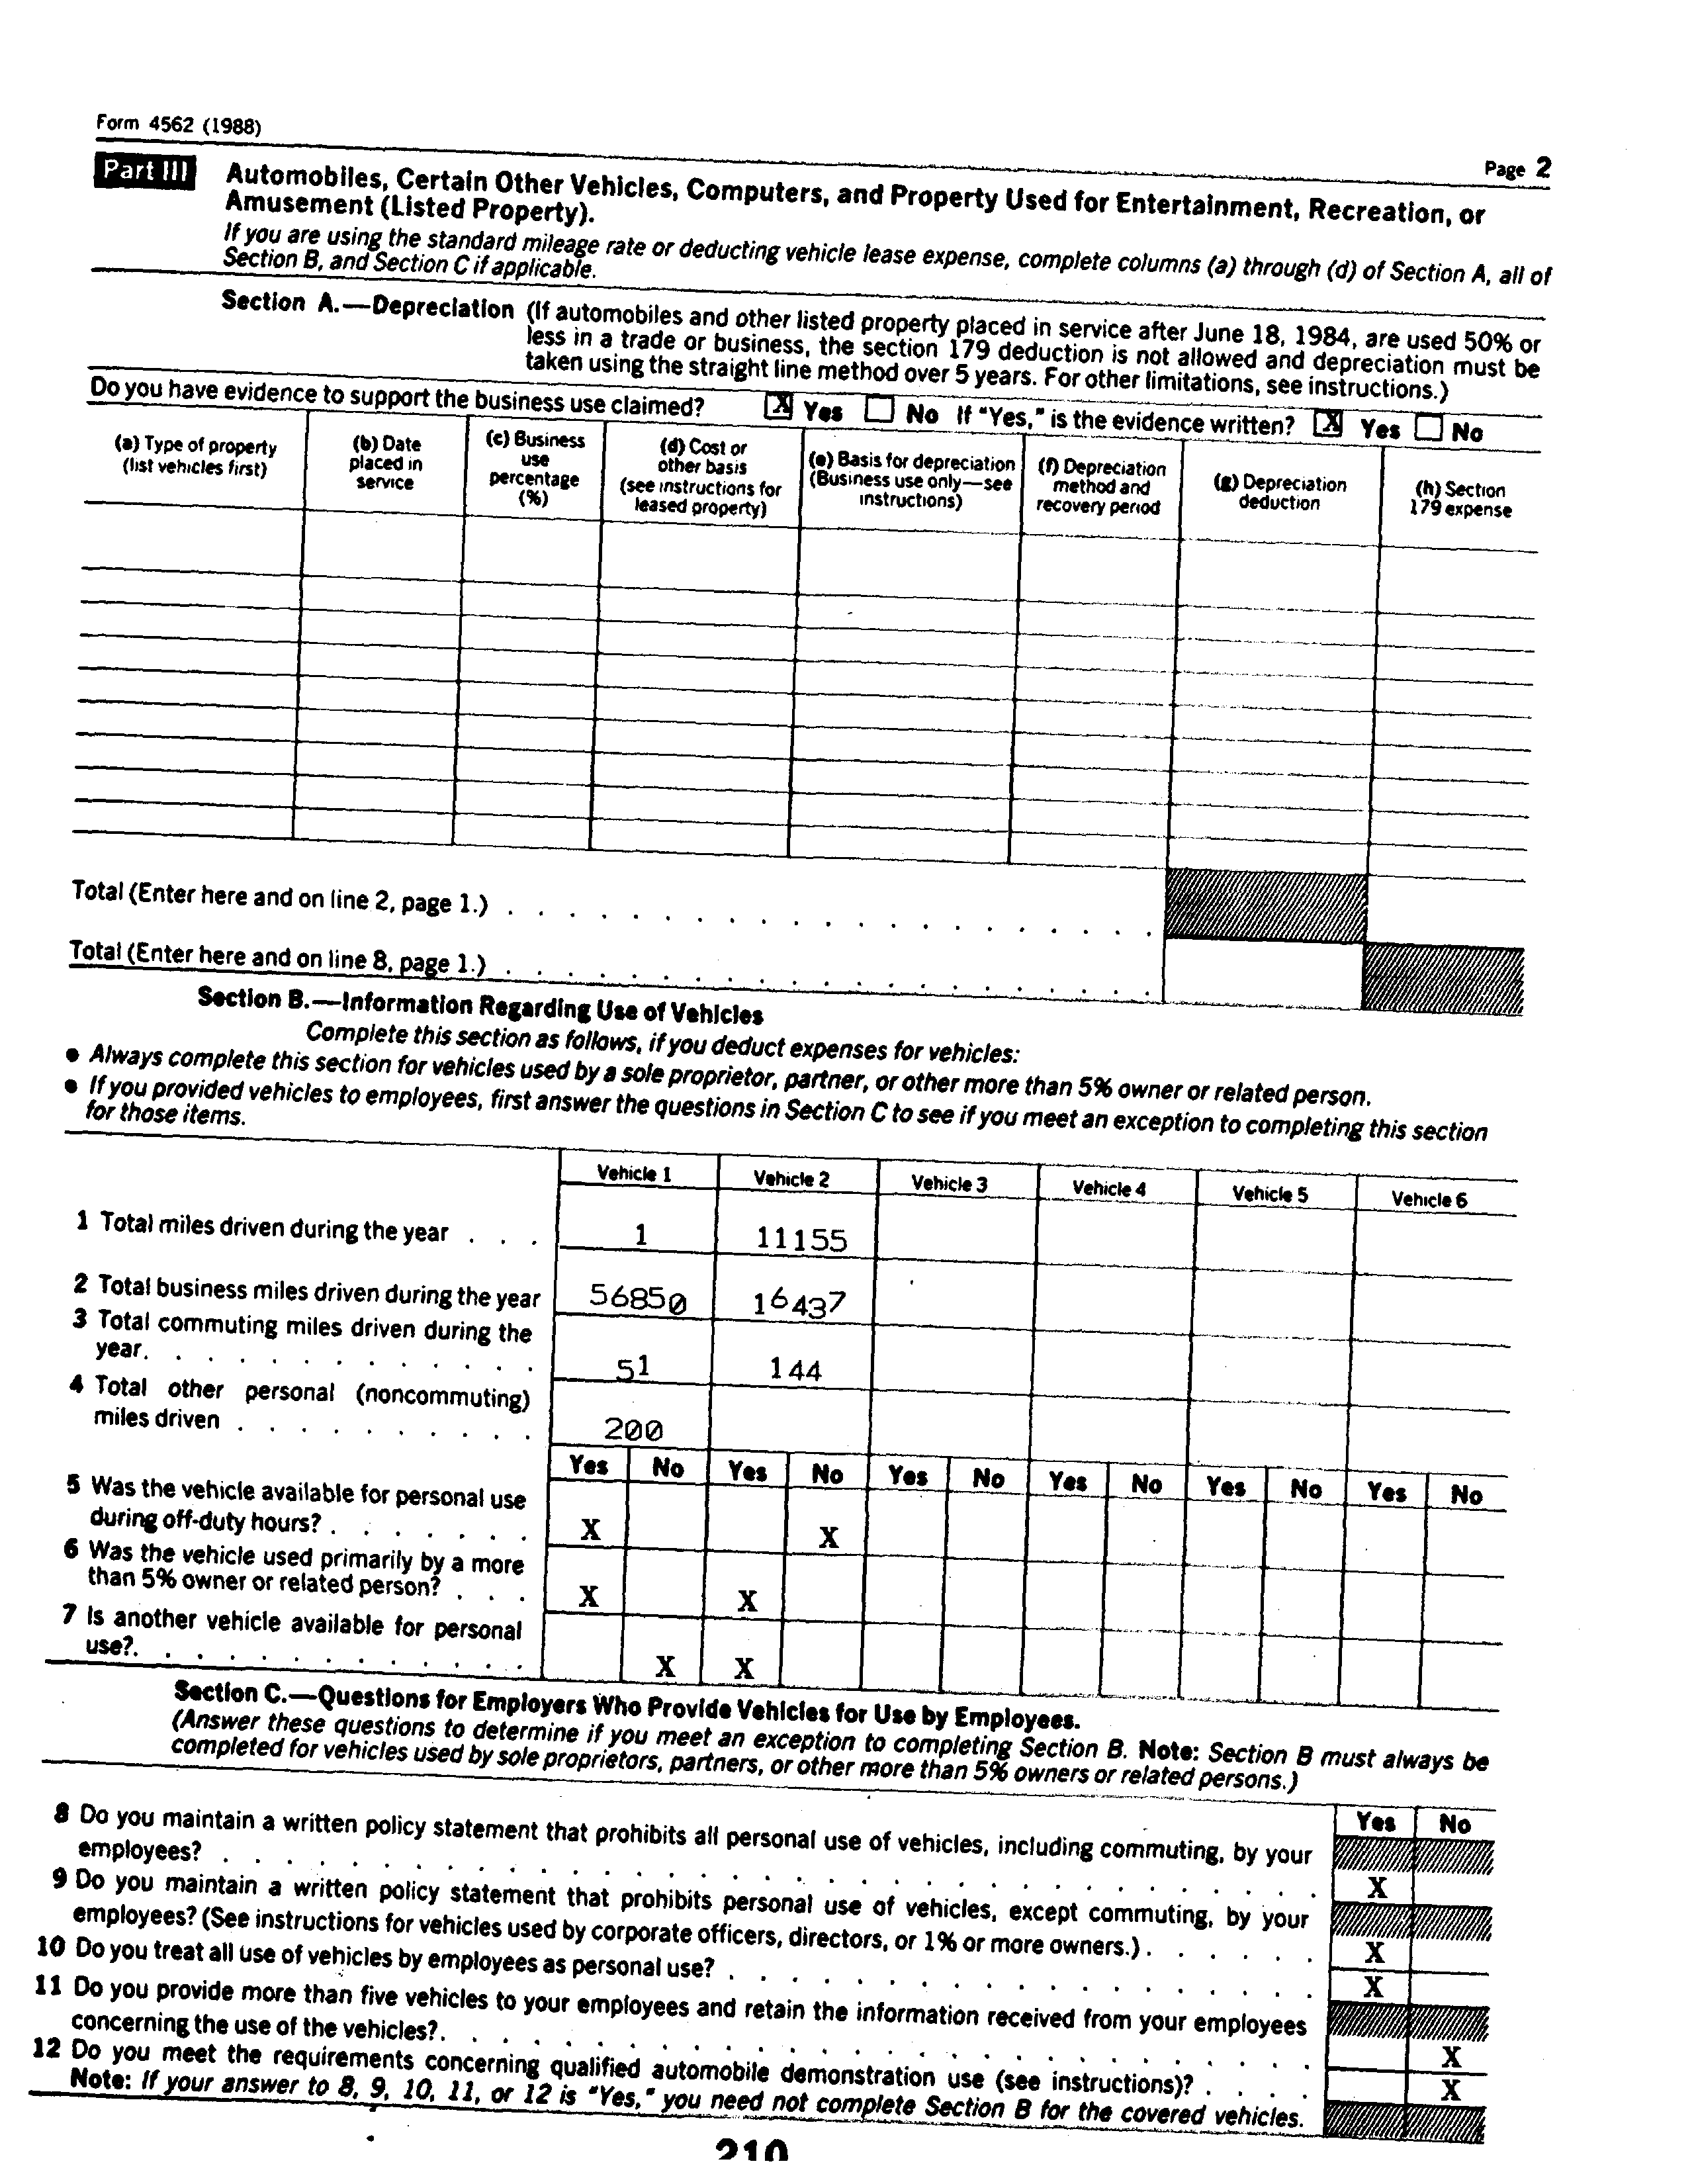 Form 4562 (1988)
Page 2
Part III Automobiles, Certain Other Vehicles, Computers, and Property Used for Entertainment, Recreation, or
Amusement (Listed Property).
If you are using the standard mileage rate or deducting vehicle lease expense, complete columns (a) through (d) of Section A, all of
Section B, and Section C if applicable.
Section A.—Depreciation (If automobiles and other listed property placed in service after June 18, 1984, are used 50% or
less in a trade or business, the section 179 deduction is not allowed and depreciation must be
taken using the straight line method over 5 years. For other limitations, see instructions.)
Do you have evidence to support the business use claimed? X Yes No If "Yes," is the evidence written? X Yes No
(a) Type of property
(list vehicles first)
(b) Date
placed in
service
(c) Business
use
percentage
(%)
(d) Cost or
other basis
(see instructions for
leased property)
(e) Basis for depreciation
(Business use only—see
instructions)
(f) Depreciation
method and
recovery period
(g) Depreciation
deduction
(h) Section
179 expense
Total (Enter here and on line 2, page 1.) . . . . . . . . . . . . . . . . . . . . .
Total (Enter here and on line 8, page 1.) . . . . . . . . . . . . . . . . . . . . .
Section B.—Information Regarding Use of Vehicles
Complete this section as follows, if you deduct expenses for vehicles:
● Always complete this section for vehicles used by a sole proprietor, partner, or other more than 5% owner or related person.
● If you provided vehicles to employees, first answer the questions in Section C to see if you meet an exception to completing this section
for those items.
Vehicle 1 Vehicle 2 Vehicle 3 Vehicle 4 Vehicle 5 Vehicle 6
1 Total miles driven during the year . . . 1 11155
2 Total business miles driven during the year 56850 16437
3 Total commuting miles driven during the
year. . . . . . . . . . . . . 51 144
4 Total other personal (noncommuting)
miles driven . . . . . . . . . . 200
Yes No Yes No Yes No Yes No Yes No Yes No
5 Was the vehicle available for personal use
during off-duty hours? . . . . . . . X X
6 Was the vehicle used primarily by a more
than 5% owner or related person? . . . X X
7 Is another vehicle available for personal
use?. . . . . . . . . . . . . X X
Section C.—Questions for Employers Who Provide Vehicles for Use by Employees.
(Answer these questions to determine if you meet an exception to completing Section B. Note: Section B must always be
completed for vehicles used by sole proprietors, partners, or other more than 5% owners or related persons.)
Yes No
8 Do you maintain a written policy statement that prohibits all personal use of vehicles, including commuting, by your
employees? . . . . . . . . . . . . . . . . . . . . . . . . . . . . . . . . . . . X
9 Do you maintain a written policy statement that prohibits personal use of vehicles, except commuting, by your
employees? (See instructions for vehicles used by corporate officers, directors, or 1% or more owners.) . . . . . . X
10 Do you treat all use of vehicles by employees as personal use? . . . . . . . . . . . . . . . . . . . X
11 Do you provide more than five vehicles to your employees and retain the information received from your employees
concerning the use of the vehicles?. . . . . . . . . . . . . . . . . . . . . . . . . . . . X
12 Do you meet the requirements concerning qualified automobile demonstration use (see instructions)? . . . . X
Note: If your answer to 8, 9, 10, 11, or 12 is "Yes," you need not complete Section B for the covered vehicles.
210